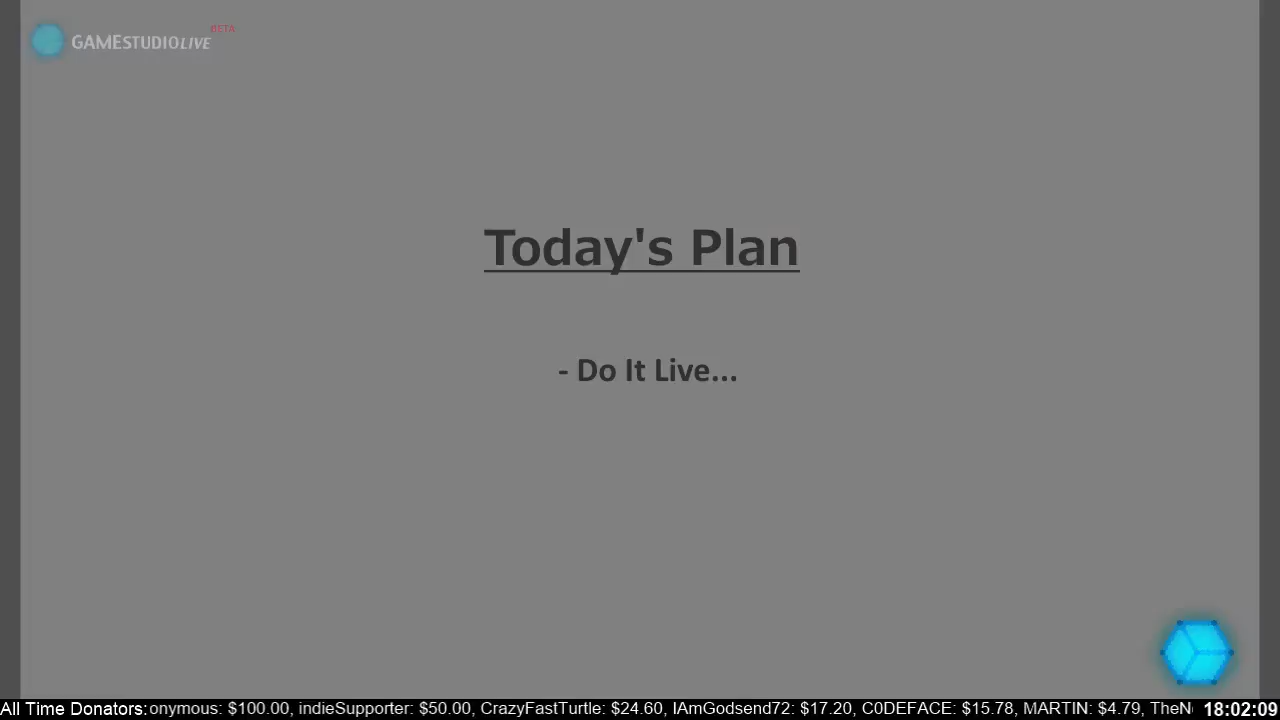 BETA
GAMESTUDIOLIVE
Today's Plan
- Do It Live...
All Time Donators:onymous: $100.00, indieSupporter: $50.00, CrazyFastTurtle: $24.60, IAmGodsend72: $17.20, C0DEFACE: $15.78, MARTIN: $4.79, TheN 18:02:09